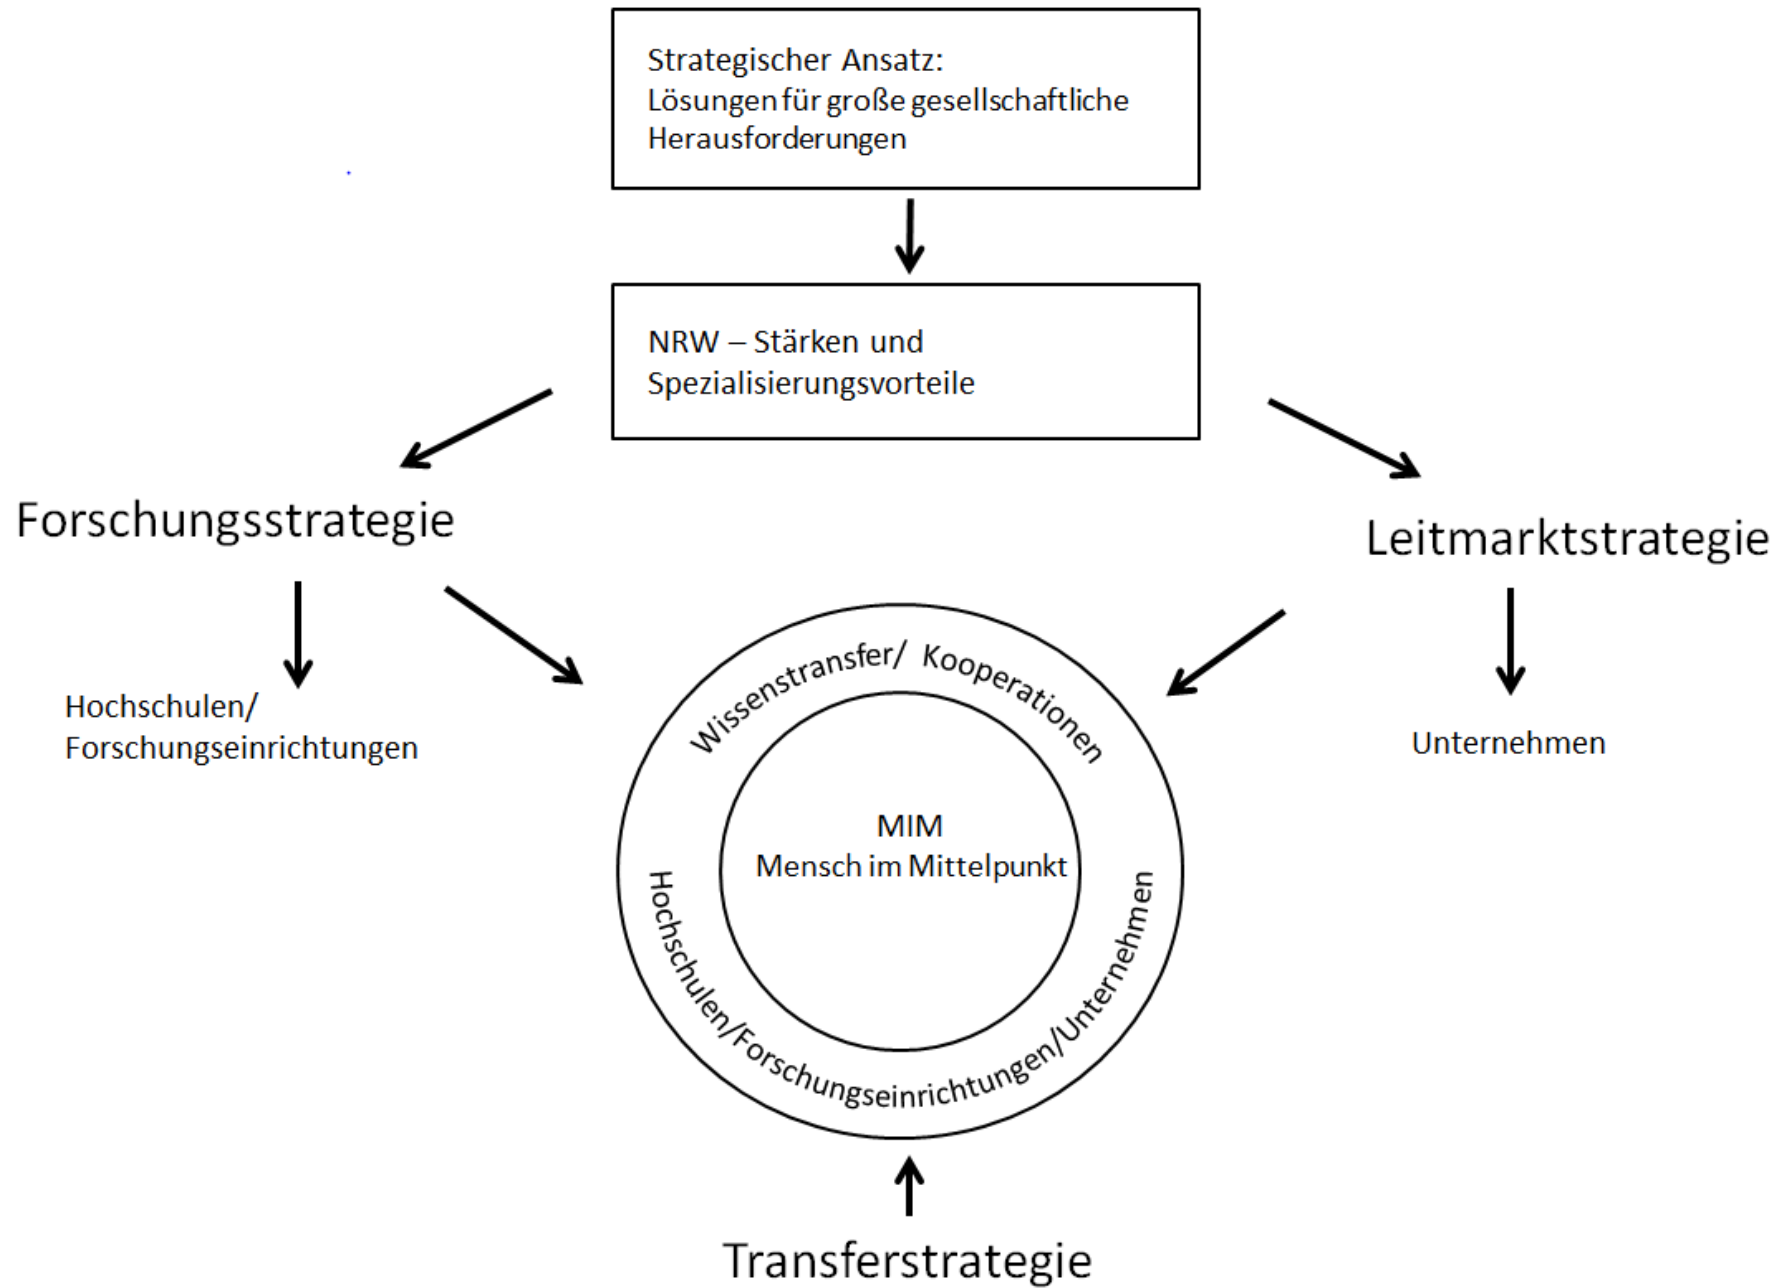 Strategischer Ansatz:
Lösungen für große gesellschaftliche
Herausforderungen
NRW – Stärken und
Spezialisierungsvorteile
Forschungsstrategie
Leitmarktstrategie
Hochschulen/
Forschungseinrichtungen
Unternehmen
Wissenstransfer/ Kooperationen
MIM
Mensch im Mittelpunkt
Hochschulen/Forschungseinrichtungen/Unternehmen
Transferstrategie